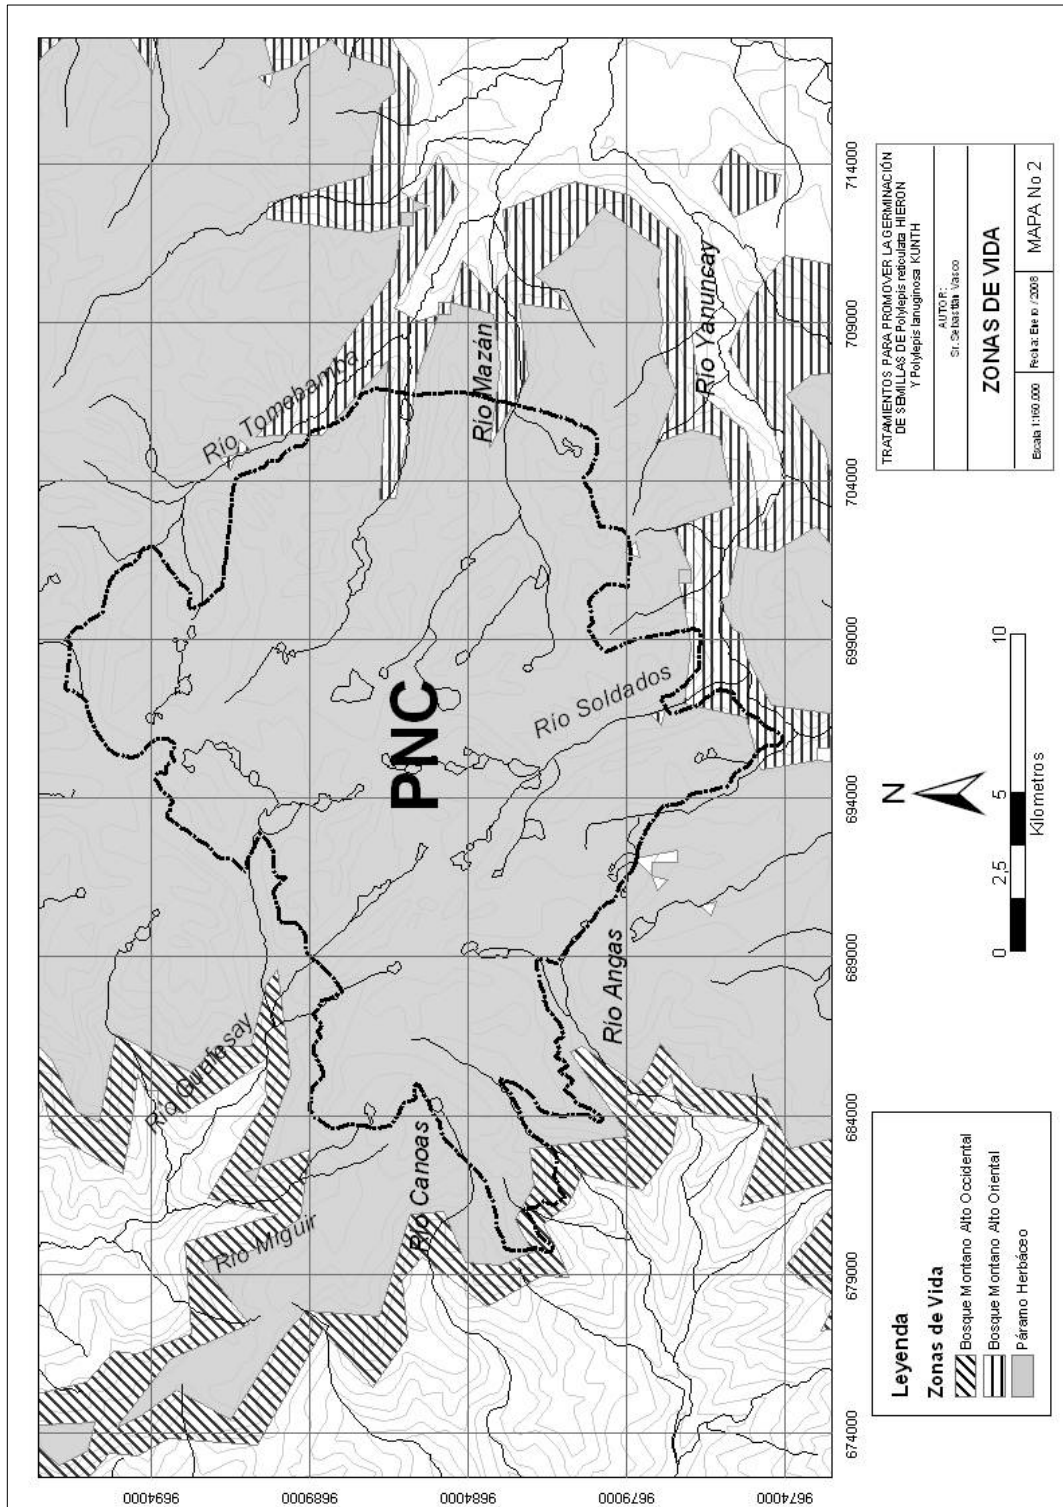 Río Tomebamba
Río Mazán
Río Yanuncay
PNC
Río Soldados
Río Gunfesay
Río Miguir
Río Canoas
Río Angas
9694000
9689000
9684000
9679000
9674000
674000
679000
684000
689000
694000
699000
704000
709000
714000
Leyenda
Zonas de Vida
Bosque Montano Alto Occidental
Bosque Montano Alto Oriental
Páramo Herbáceo
N
0
2,5
5
10
Kilometros
TRATAMIENTOS PARA PROMOVER LA GERMINACIÓN
DE SEMILLAS DE Polylepis reticulata HIERON
Y Polylepis lanuginosa KUNTH
AUTOR:
Sr. Sebastián Vasco
ZONAS DE VIDA
Escala 1:160.000
Fecha: Enero / 2008
MAPA No 2